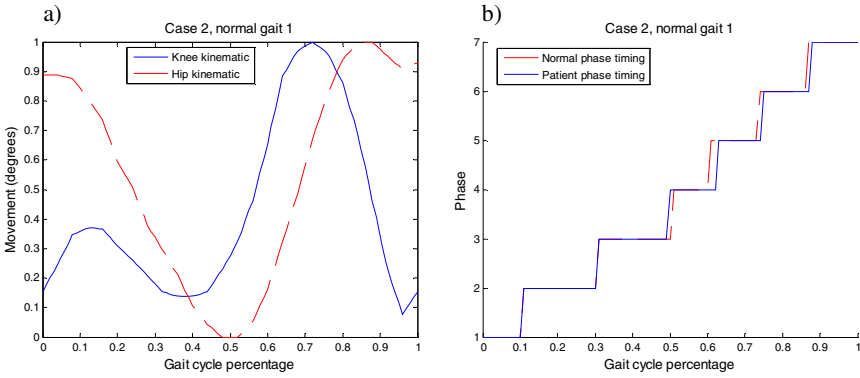 a)
Case 2, normal gait 1
Knee kinematic
Hip kinematic
Movement (degrees)
1
0.9
0.8
0.7
0.6
0.5
0.4
0.3
0.2
0.1
0
0 0.1 0.2 0.3 0.4 0.5 0.6 0.7 0.8 0.9 1
Gait cycle percentage
b)
Case 2, normal gait 1
Normal phase timing
Patient phase timing
Phase
7
6
5
4
3
2
1
0 0.1 0.2 0.3 0.4 0.5 0.6 0.7 0.8 0.9 1
Gait cycle percentage